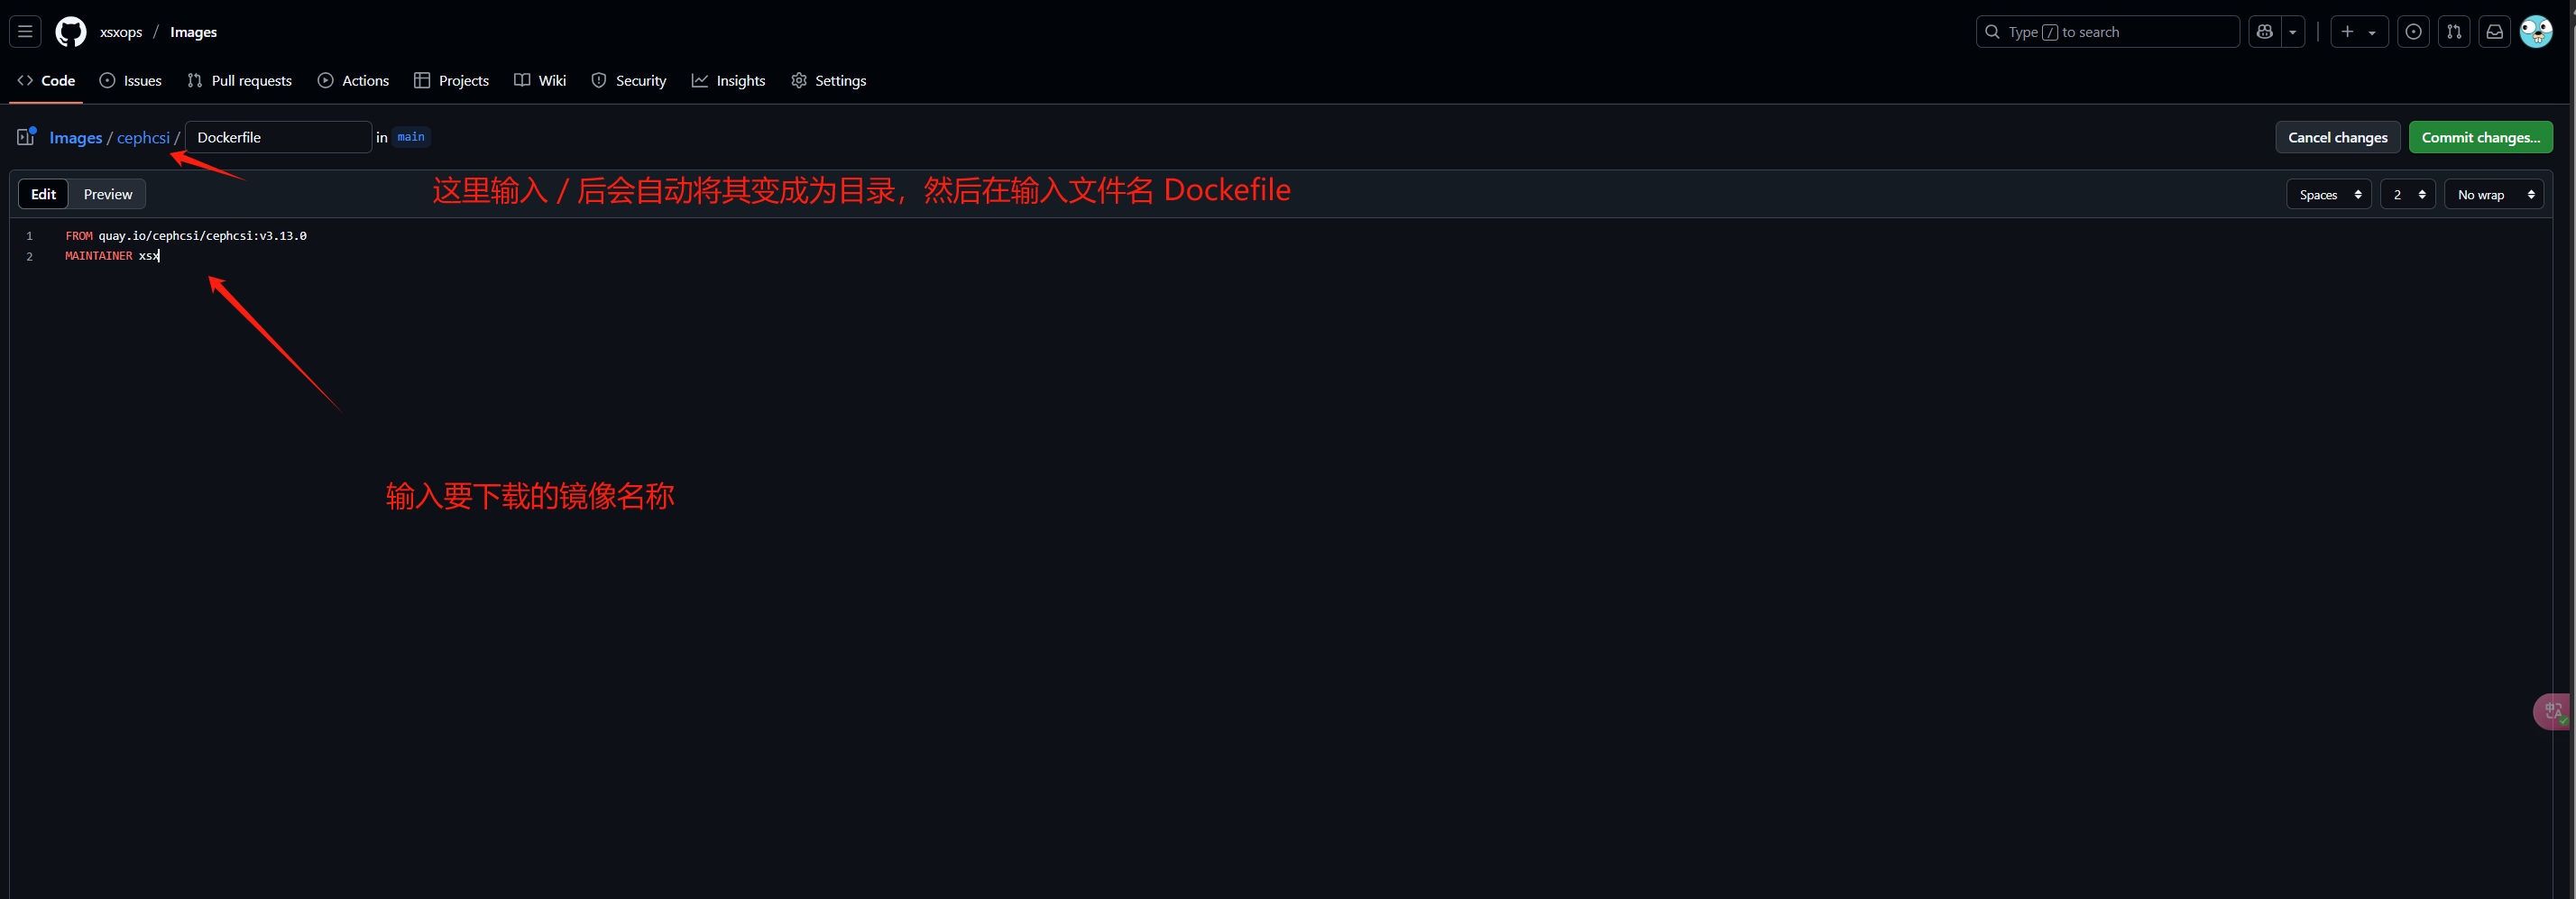 xsxops / Images
Type / to search
Code Issues Pull requests Actions Projects Wiki Security Insights Settings
Images / cephcsi / Dockerfile in main
Cancel changes Commit changes...
这里输入 / 后会自动将其变成为目录，然后在输入文件名 Dockefile
Edit Preview
Spaces 2 No wrap
1 FROM quay.io/cephcsi/cephcsi:v3.13.0
2 MAINTAINER xsx
输入要下载的镜像名称